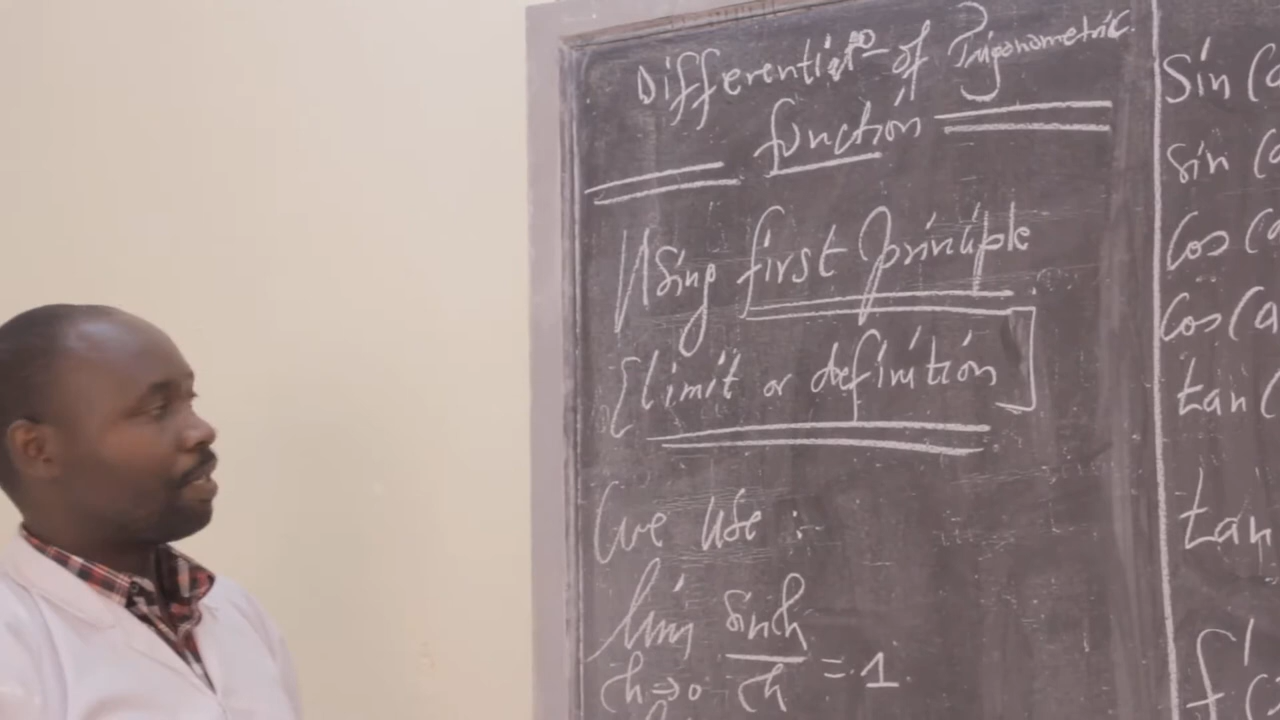 Differentiat° of Trigonometric
function
Using first principle
[limit or definition]
We use :-
lim sinh
h→0 h = 1
Sin (a
Sin (a
Cos (a
Cos (a
tan (
tan
f'(